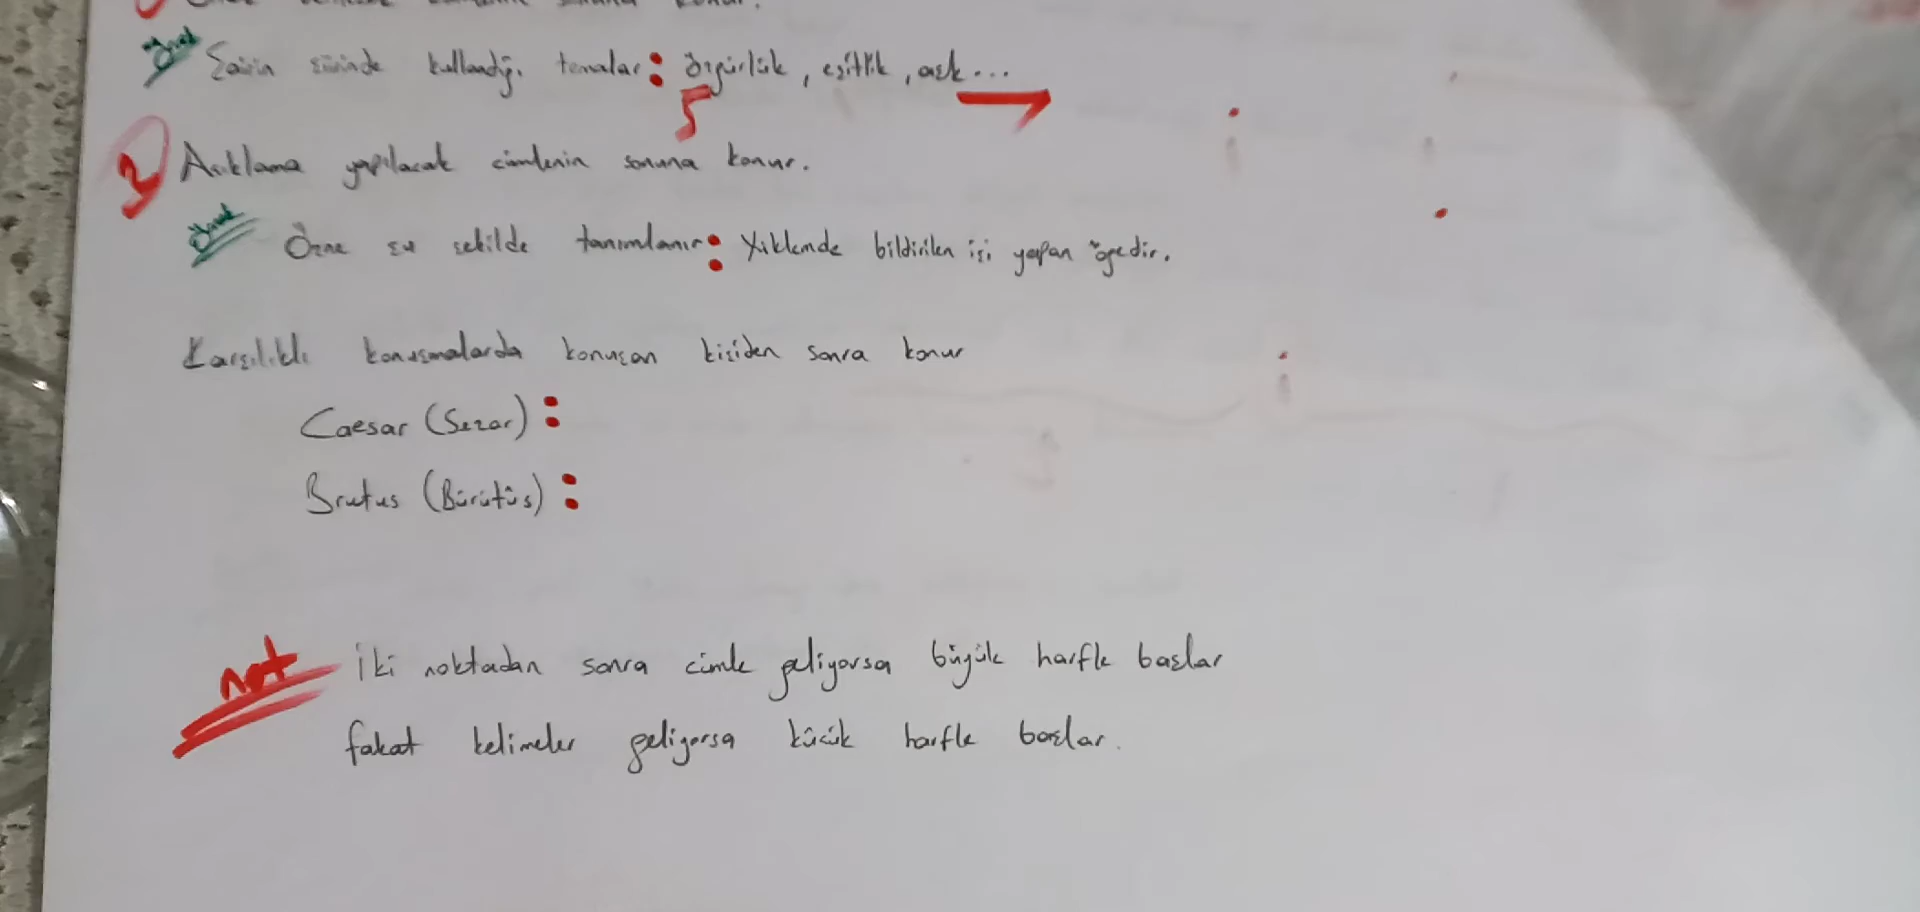 örnek Şairin şiirinde kullandığı temalar: özgürlük, eşitlik, aşk...
2 Açıklama yapılacak cümlenin sonuna konur.
örnek Özne şu şekilde tanımlanır: Yüklemde bildirilen işi yapan ögedir.
Karşılıklı konuşmalarda konuşan kişiden sonra konur
Caesar (Sezar):
Brutus (Bürütüs):
not İki noktadan sonra cümle geliyorsa büyük harfle başlar
fakat kelimeler geliyorsa küçük harfle başlar.